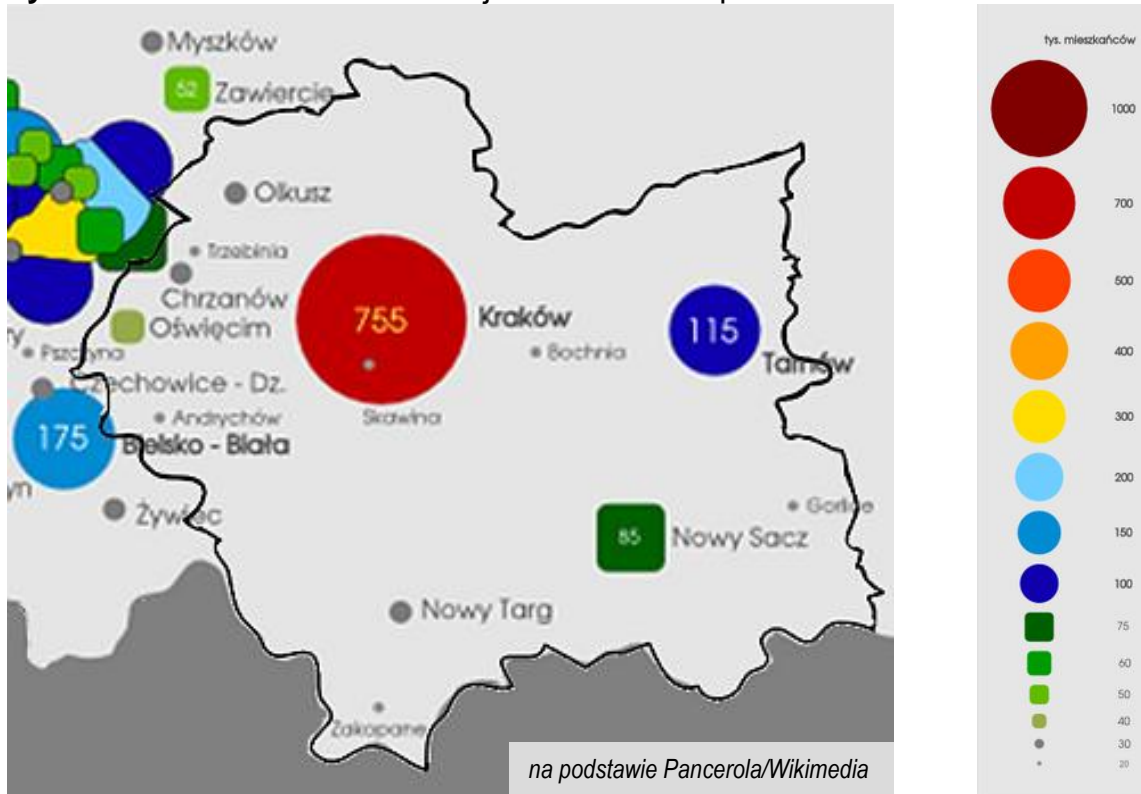 Myszków
52 Zawiercie
Olkusz
Trzebinia
Chrzanów
755 Kraków
115
Tarnów
Oświęcim
ry
Pszczyna
Bochnia
Czechowice - Dz.
Andrychów
Skawina
175 Bielsko - Biała
yn
Żywiec
Gorlice
85 Nowy Sacz
Nowy Targ
Zakopane
na podstawie Pancerola/Wikimedia
tys. mieszkańców
1000
700
500
400
300
200
150
100
75
60
50
40
30
20